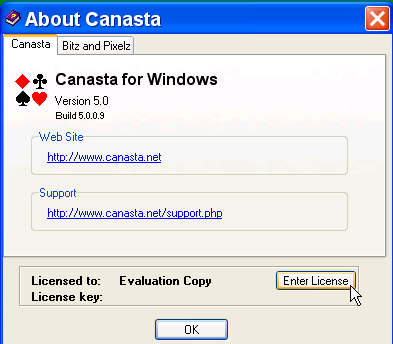 About Canasta
Canasta
Bitz and Pixelz
Canasta for Windows
Version 5.0
Build 5.0.0.9
Web Site
http://www.canasta.net
Support
http://www.canasta.net/support.php
Licensed to: Evaluation Copy
Enter License
License key:
OK